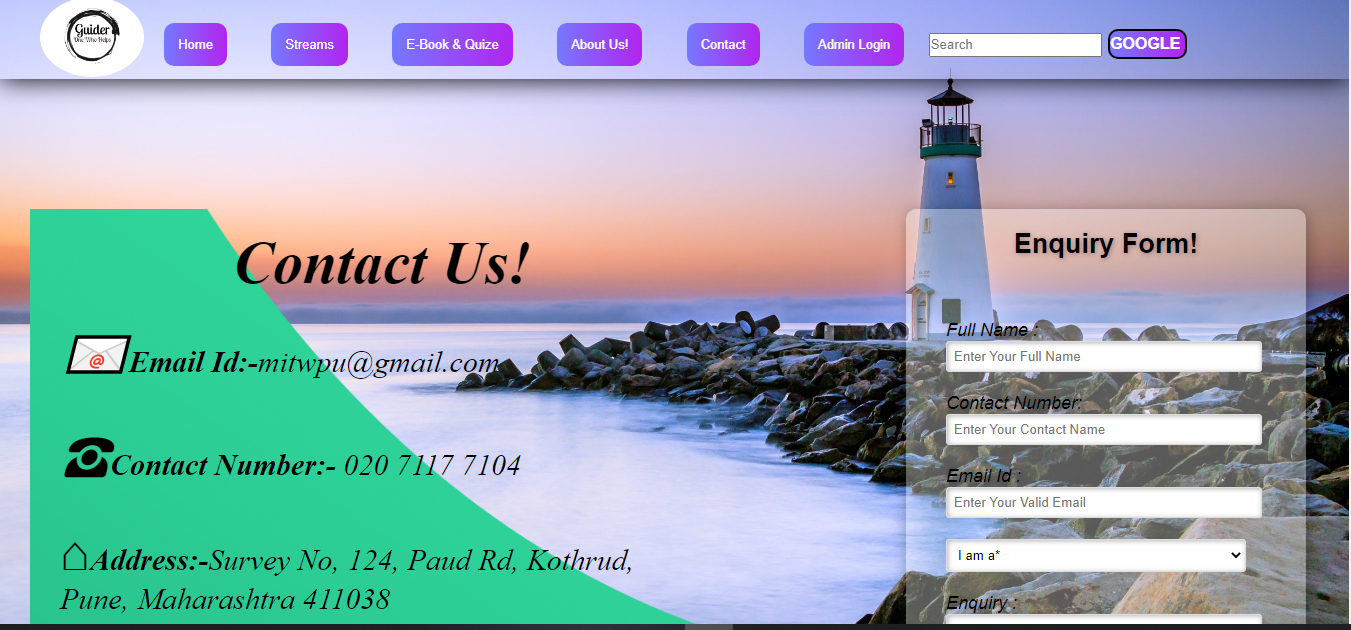 Guider
One Who Helps
Home
Streams
E-Book & Quize
About Us!
Contact
Admin Login
Search
GOOGLE
Contact Us!
@
Email Id:-mitwpu@gmail.com
Contact Number:- 020 7117 7104
Address:-Survey No, 124, Paud Rd, Kothrud,
Pune, Maharashtra 411038
Enquiry Form!
Full Name :
Enter Your Full Name
Contact Number:
Enter Your Contact Name
Email Id :
Enter Your Valid Email
I am a*
Enquiry :